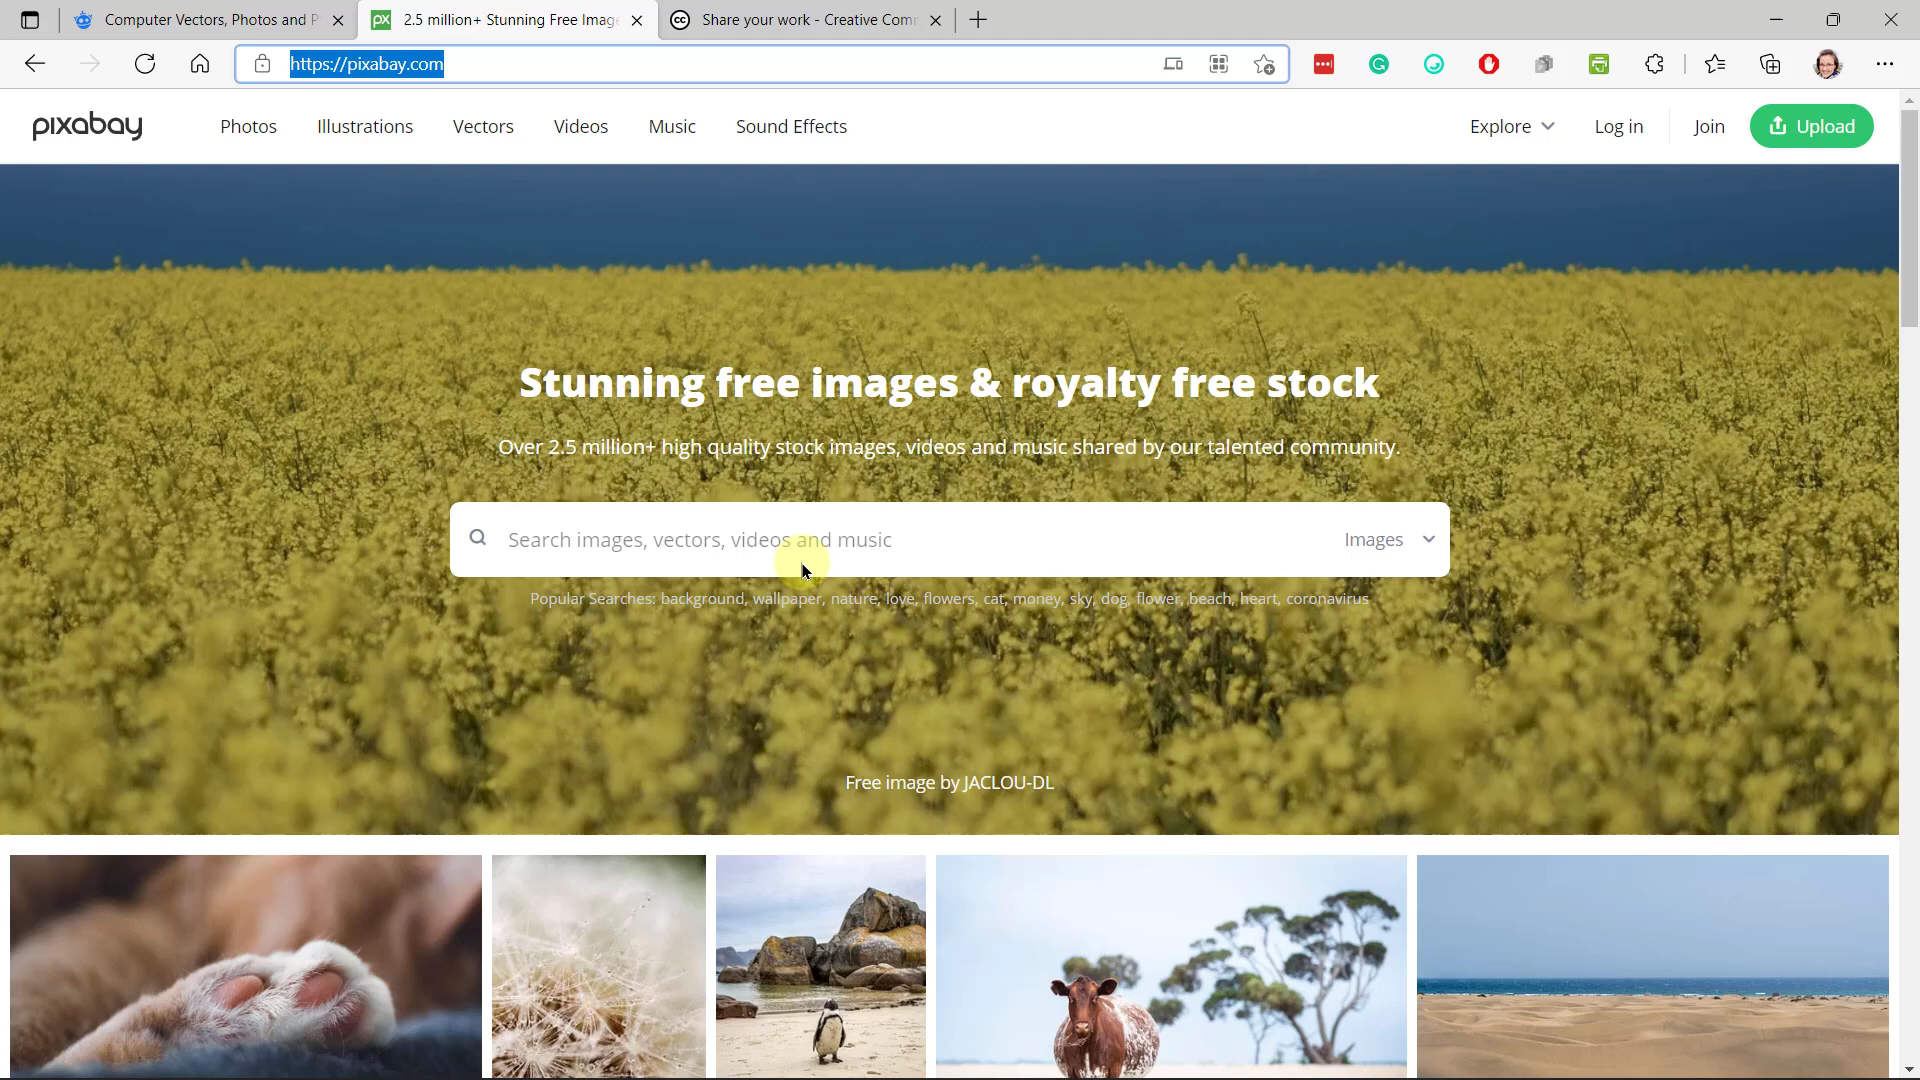 Computer Vectors, Photos and P
PX
2.5 million+ Stunning Free Image
cc
Share your work - Creative Comm
https://pixabay.com
pixabay
Photos
Illustrations
Vectors
Videos
Music
Sound Effects
Explore
Log in
Join
Upload
Stunning free images & royalty free stock
Over 2.5 million+ high quality stock images, videos and music shared by our talented community.
Search images, vectors, videos and music
Images
Popular Searches: background, wallpaper, nature, love, flowers, cat, money, sky, dog, flower, beach, heart, coronavirus
Free image by JACLOU-DL